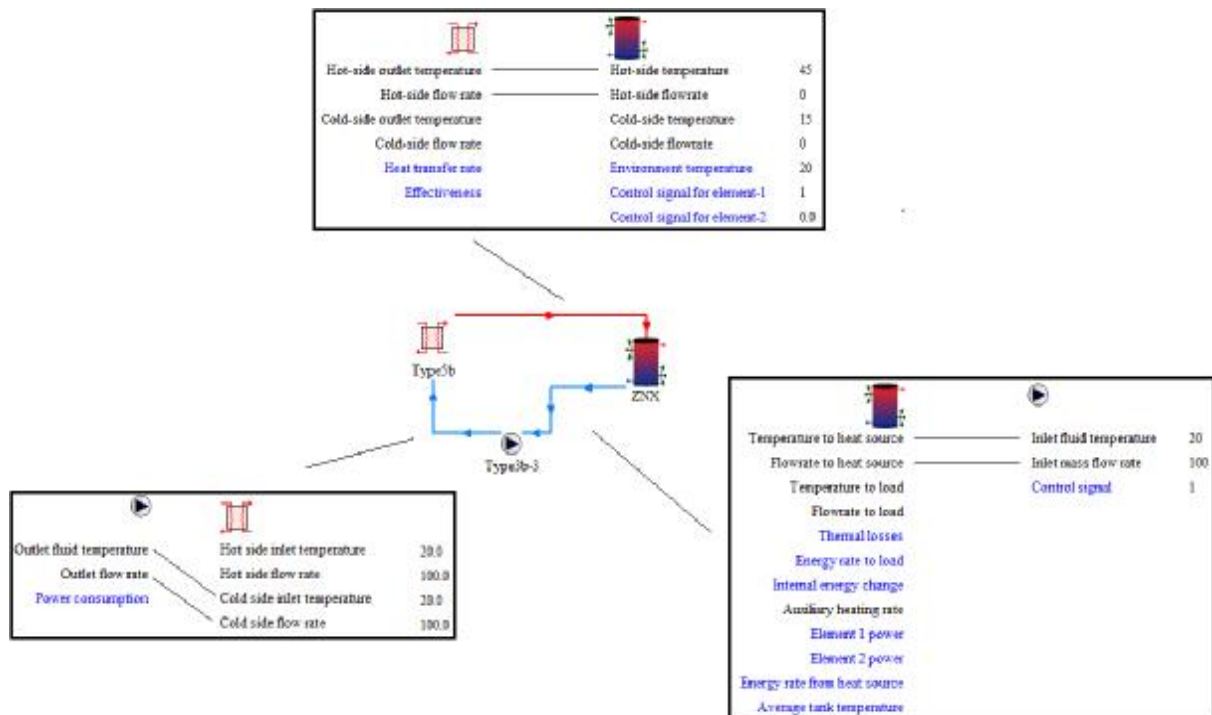 Hot-side outlet temperature Hot-side temperature 45
Hot-side flow rate Hot-side flowrate 0
Cold-side outlet temperature Cold-side temperature 15
Cold-side flow rate Cold-side flowrate 0
Heat transfer rate Environment temperature 20
Effectiveness Control signal for element-1 1
Control signal for element-2 0.0
Type5b
ZNX
Type3b-3
Outlet fluid temperature Hot side inlet temperature 20.0
Outlet flow rate Hot side flow rate 100.0
Power consumption Cold side inlet temperature 20.0
Cold side flow rate 100.0
Temperature to heat source Inlet fluid temperature 20
Flowrate to heat source Inlet mass flow rate 100
Temperature to load Control signal 1
Flowrate to load
Thermal losses
Energy rate to load
Internal energy change
Auxiliary heating rate
Element 1 power
Element 2 power
Energy rate from heat source
Average tank temperature